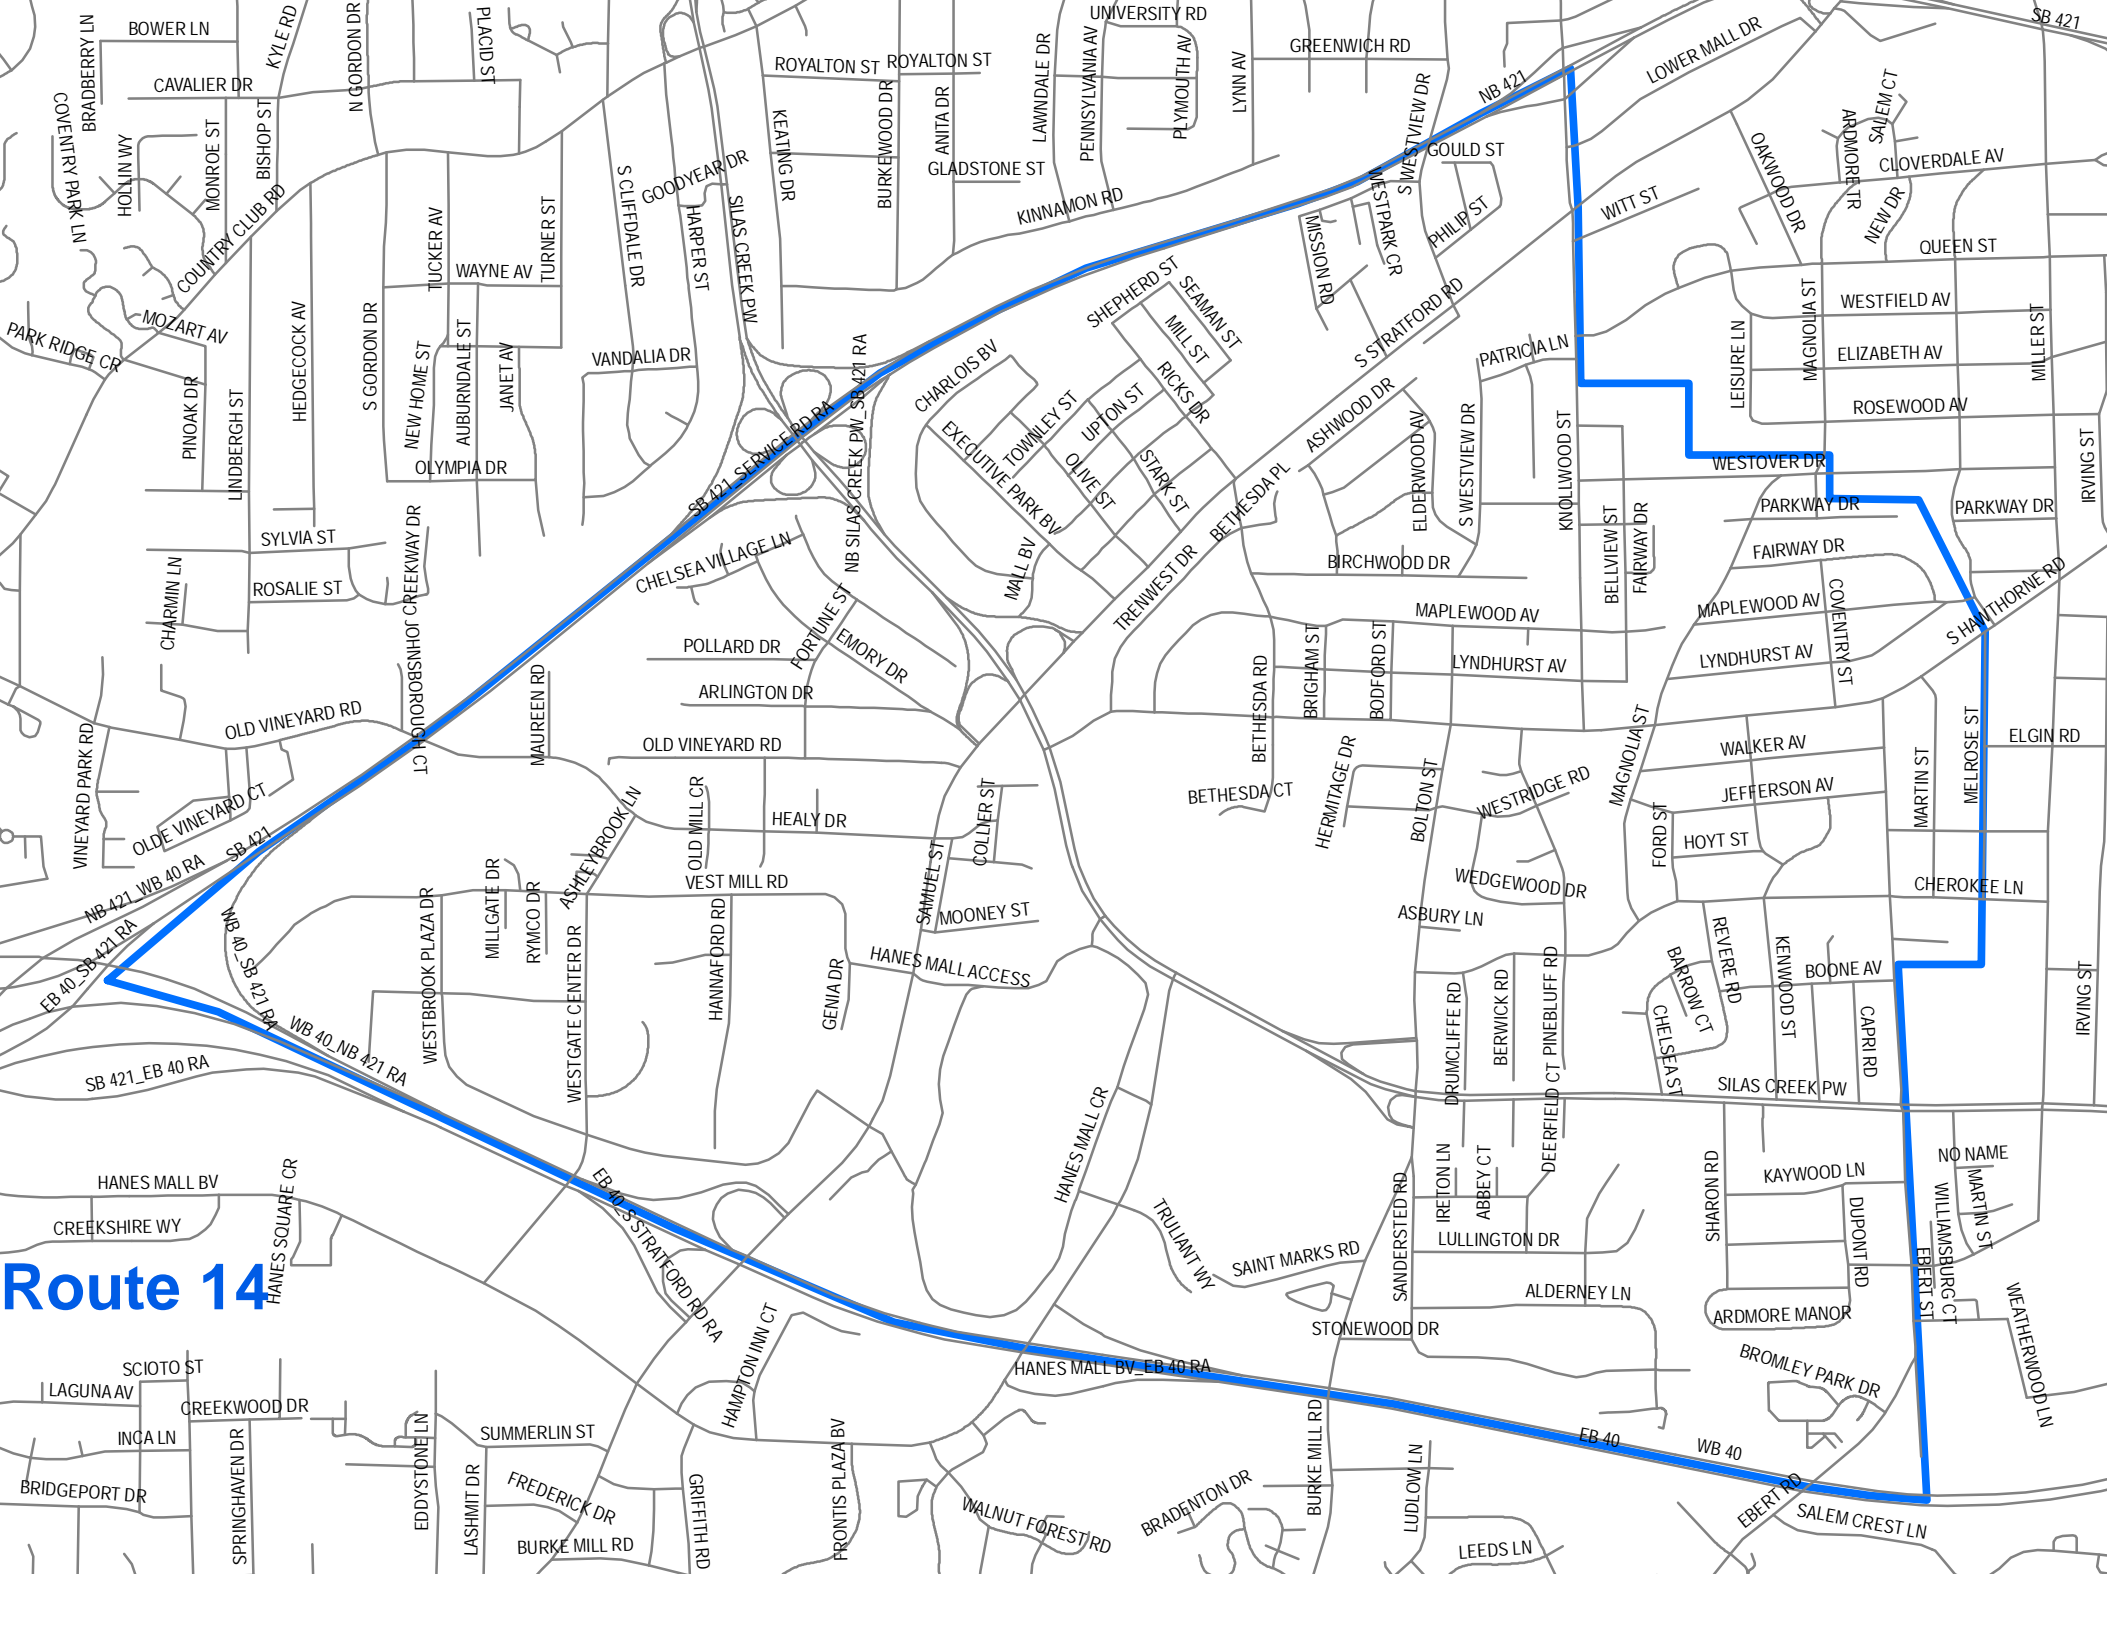 BOWER LN
KYLE RD
N GORDON DR
PLACID ST
UNIVERSITY RD
SB 421
BRADBERRY LN
CAVALIER DR
ROYALTON ST
ROYALTON ST
LAWNDALE DR
PENNSYLVANIA AV
PLYMOUTH AV
LYNN AV
GREENWICH RD
NB 421
LOWER MALL DR
COVENTRY PARK LN
HOLLIN WY
MONROE ST
BISHOP ST
KEATING DR
BURKEWOOD DR
ANITA DR
GLADSTONE ST
S WESTVIEW DR
GOULD ST
OAKWOOD DR
ARDMORE TR
SALEM CT
CLOVERDALE AV
S CLIFFDALE DR
GOODYEAR DR
HARPER ST
SILAS CREEK PW
KINNAMON RD
WESTPARK CR
MISSION RD
PHILIP ST
WITT ST
NEW DR
QUEEN ST
COUNTRY CLUB RD
TUCKER AV
WAYNE AV
TURNER ST
SHEPHERD ST
SEAMAN ST
MILL ST
S STRATFORD RD
WESTFIELD AV
MAGNOLIA ST
MILLER ST
MOZART AV
PARK RIDGE CR
HEDGECOCK AV
S GORDON DR
NEW HOME ST
AUBURNDALE ST
JANET AV
VANDALIA DR
NB SILAS CREEK PW_SB 421 RA
CHARLOIS BV
RICKS DR
PATRICIA LN
LEISURE LN
ELIZABETH AV
PINOAK DR
LINDBERGH ST
OLYMPIA DR
SB 421_SERVICE RD RA
EXECUTIVE PARK BV
TOWNLEY ST
UPTON ST
OLIVE ST
STARK ST
ASHWOOD DR
ELDERWOOD AV
S WESTVIEW DR
KNOLLWOOD ST
ROSEWOOD AV
WESTOVER DR
IRVING ST
BETHESDA PL
PARKWAY DR
PARKWAY DR
SYLVIA ST
ROSALIE ST
CHARMIN LN
JOHNSBOROUGH CT
CREEKWAY DR
CHELSEA VILLAGE LN
MALL BV
TRENWEST DR
BIRCHWOOD DR
BELLVIEW ST
FAIRWAY DR
FAIRWAY DR
MAPLEWOOD AV
MAPLEWOOD AV
COVENTRY ST
S HAWTHORNE RD
POLLARD DR
FORTUNE ST
EMORY DR
ARLINGTON DR
BETHESDA RD
BRIGHAM ST
BODFORD ST
LYNDHURST AV
LYNDHURST AV
OLD VINEYARD RD
MAUREEN RD
OLD VINEYARD RD
VINEYARD PARK RD
OLDE VINEYARD CT
MAGNOLIA ST
WALKER AV
MARTIN ST
MELROSE ST
ELGIN RD
BETHESDA CT
HERMITAGE DR
BOLTON ST
WESTRIDGE RD
JEFFERSON AV
ASHLEYBROOK LN
OLD MILL CR
HEALY DR
COLLIER ST
SAMUEL ST
FORD ST
HOYT ST
SB 421
NB 421_WB 40 RA
EB 40_SB 421 RA
WB 40_SB 421 RA
WB 40_NB 421 RA
SB 421_EB 40 RA
WESTBROOK PLAZA DR
MILLGATE DR
RYMCO DR
WESTGATE CENTER DR
VEST MILL RD
HANNAFORD RD
GENIA DR
MOONEY ST
HANES MALL ACCESS
WEDGEWOOD DR
ASBURY LN
CHEROKEE LN
REVERE RD
BARROW CT
CHELSEA ST
KENWOOD ST
BOONE AV
CAPRI RD
IRVING ST
DRUMCLIFFE RD
BERWICK RD
PINEBLUFF RD
DEERFIELD CT
SILAS CREEK PW
HANES MALL CR
HANES MALL BV
CREEKSHIRE WY
HANES SQUARE CR
EB 40_S STRATFORD RD RA
TRULIANT WY
SAINT MARKS RD
SANDERSTED RD
IRETON LN
ABBEY CT
LULLINGTON DR
SHARON RD
KAYWOOD LN
DUPONT RD
NO NAME
MARTIN ST
WILLIAMSBURG CT
EBERT ST
WEATHERWOOD LN
Route 14
ALDERNEY LN
ARDMORE MANOR
STONEWOOD DR
BROMLEY PARK DR
HANES MALL BV_EB 40 RA
HAMPTON INN CT
SCIOTO ST
LAGUNA AV
CREEKWOOD DR
INCA LN
BRIDGEPORT DR
SPRINGHAVEN DR
EDDYSTONE LN
LASHMIT DR
SUMMERLIN ST
FREDERICK DR
BURKE MILL RD
GRIFFITH RD
FRONTIS PLAZA BV
WALNUT FOREST RD
BRADENTON DR
BURKE MILL RD
LUDLOW LN
LEEDS LN
EB 40
WB 40
EBERT RD
SALEM CREST LN